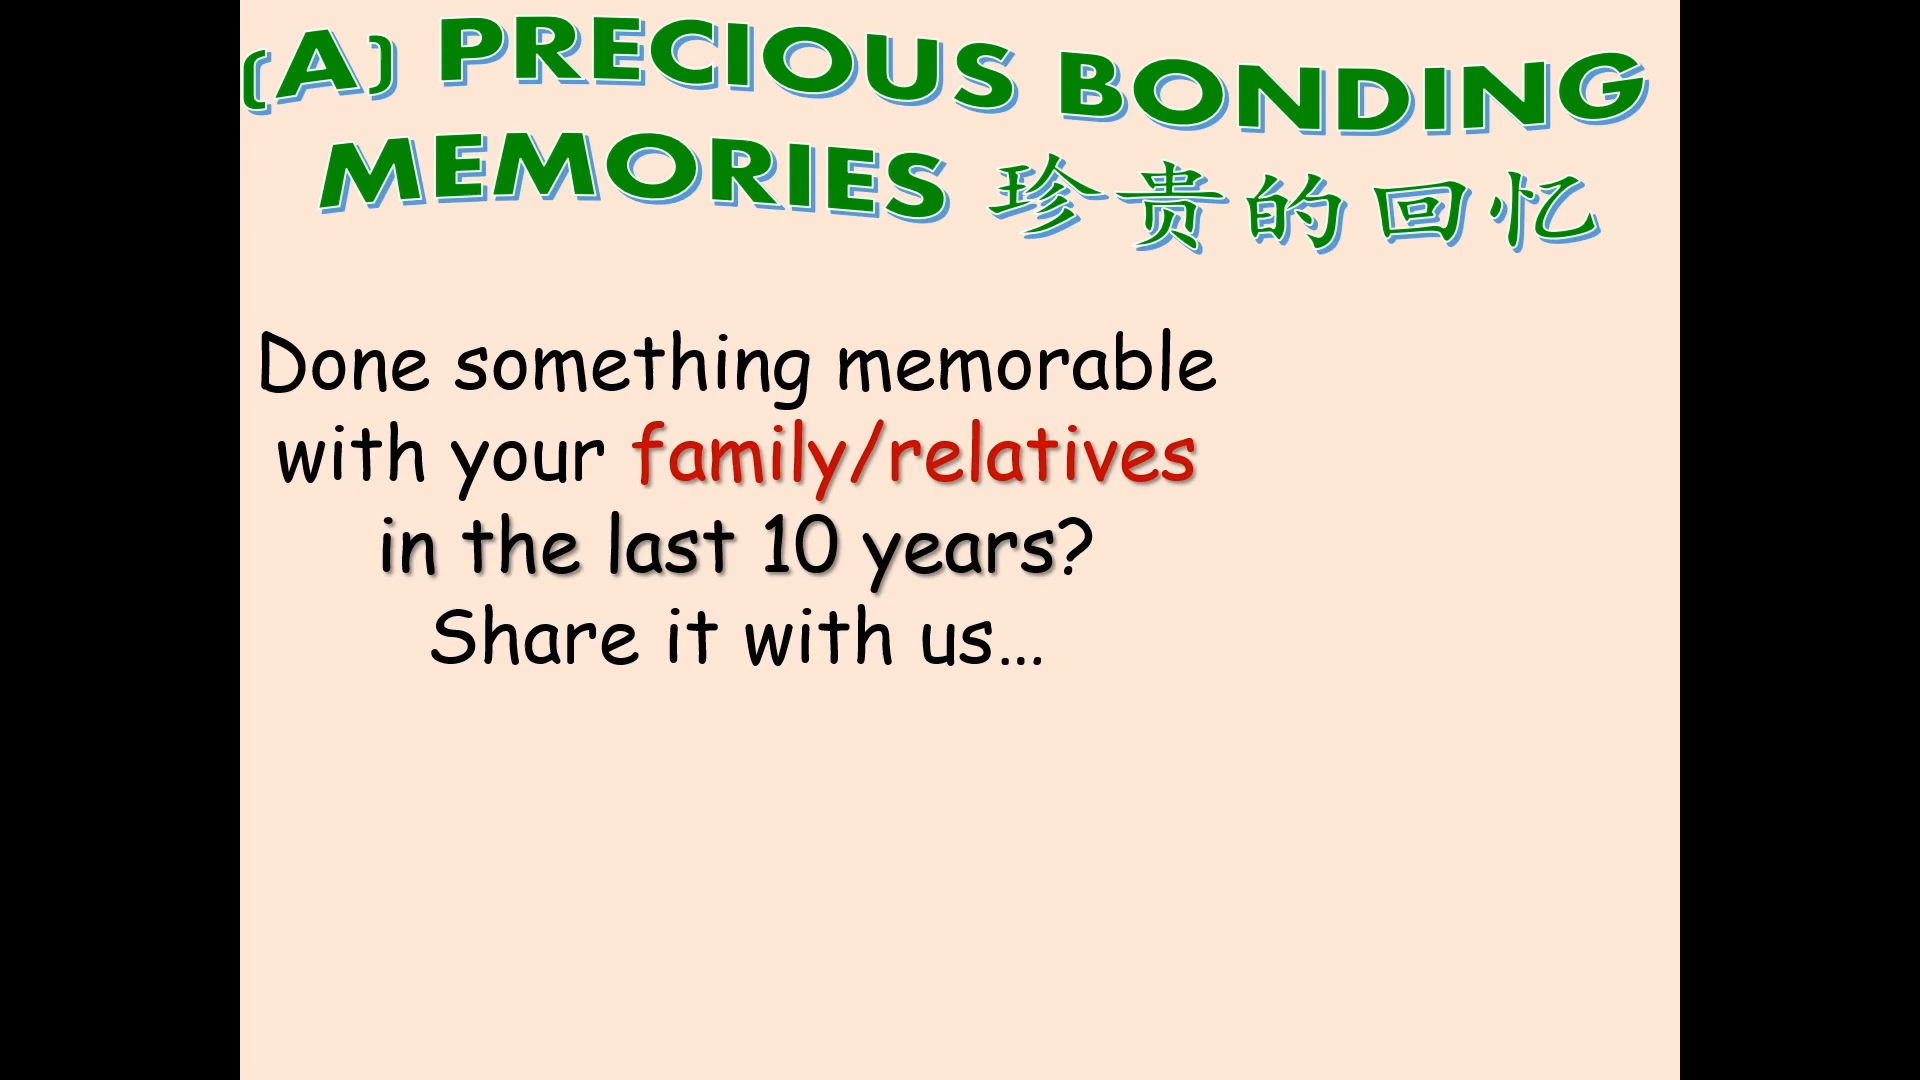 (A) PRECIOUS BONDING
MEMORIES 珍贵的回忆
Done something memorable
with your family/relatives
in the last 10 years?
Share it with us...